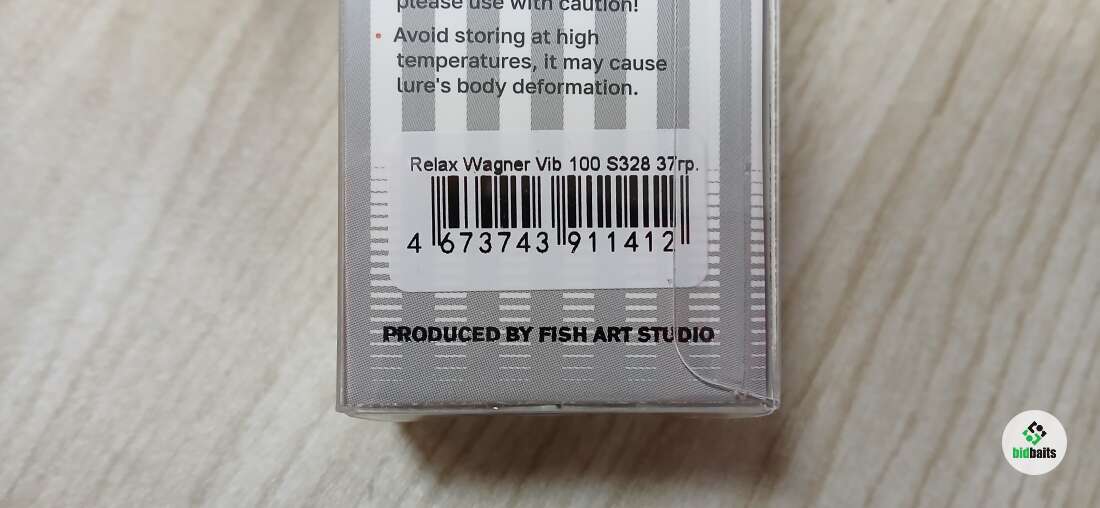 please use with caution!
• Avoid storing at high
temperatures, it may cause
lure's body deformation.
Relax Wagner Vib 100 S328 37гр.
4 673743 911412
PRODUCED BY FISH ART STUDIO
bidbaits